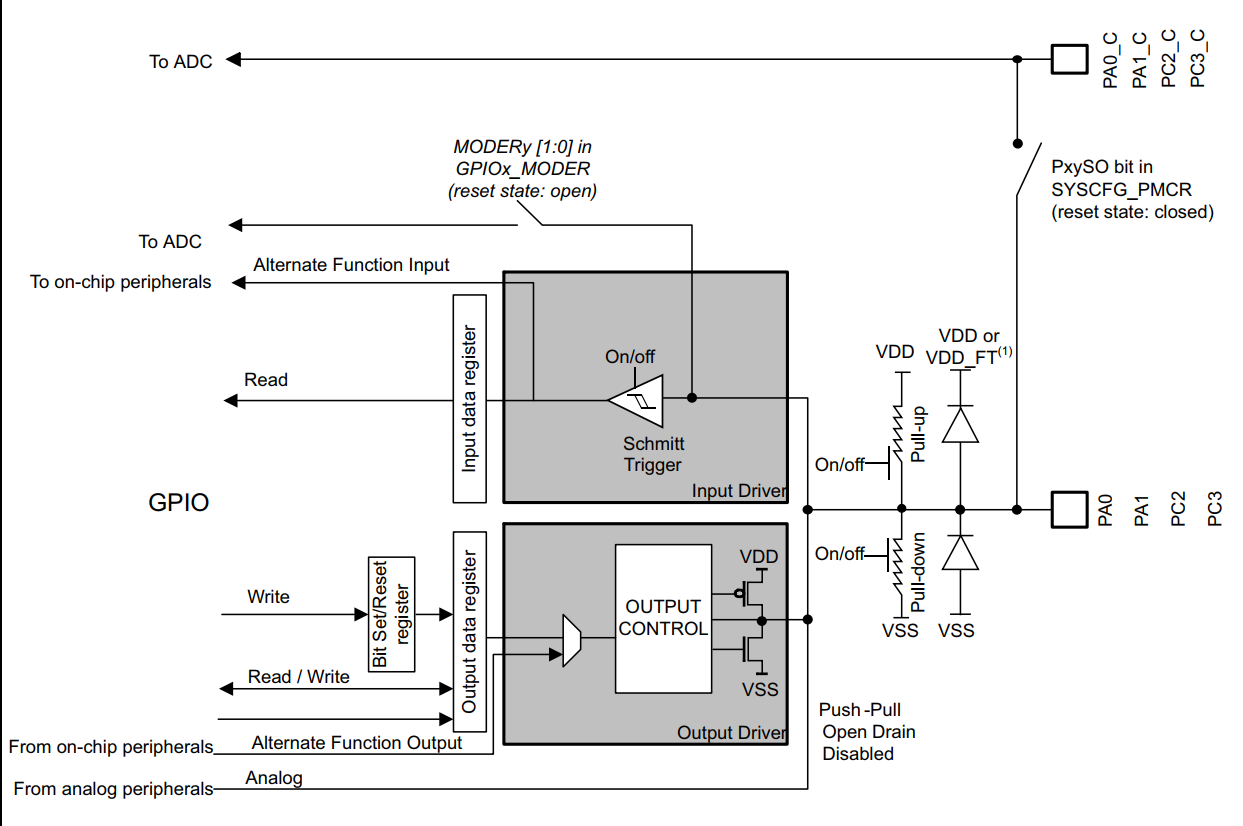 To ADC
PA0_C
PA1_C
PC2_C
PC3_C
MODERy [1:0] in
GPIOx_MODER
(reset state: open)
PxySO bit in
SYSCFG_PMCR
(reset state: closed)
To ADC
Alternate Function Input
To on-chip peripherals
Input data register
On/off
Read
Schmitt
Trigger
Input Driver
VDD
VDD or
VDD_FT(1)
Pull-up
On/off
GPIO
PA0
PA1
PC2
PC3
On/off
Pull-down
VSS
VSS
Write
Bit Set/Reset
register
Output data register
OUTPUT
CONTROL
VDD
VSS
Read / Write
Output Driver
Push-Pull
Open Drain
Disabled
From on-chip peripherals
Alternate Function Output
From analog peripherals
Analog